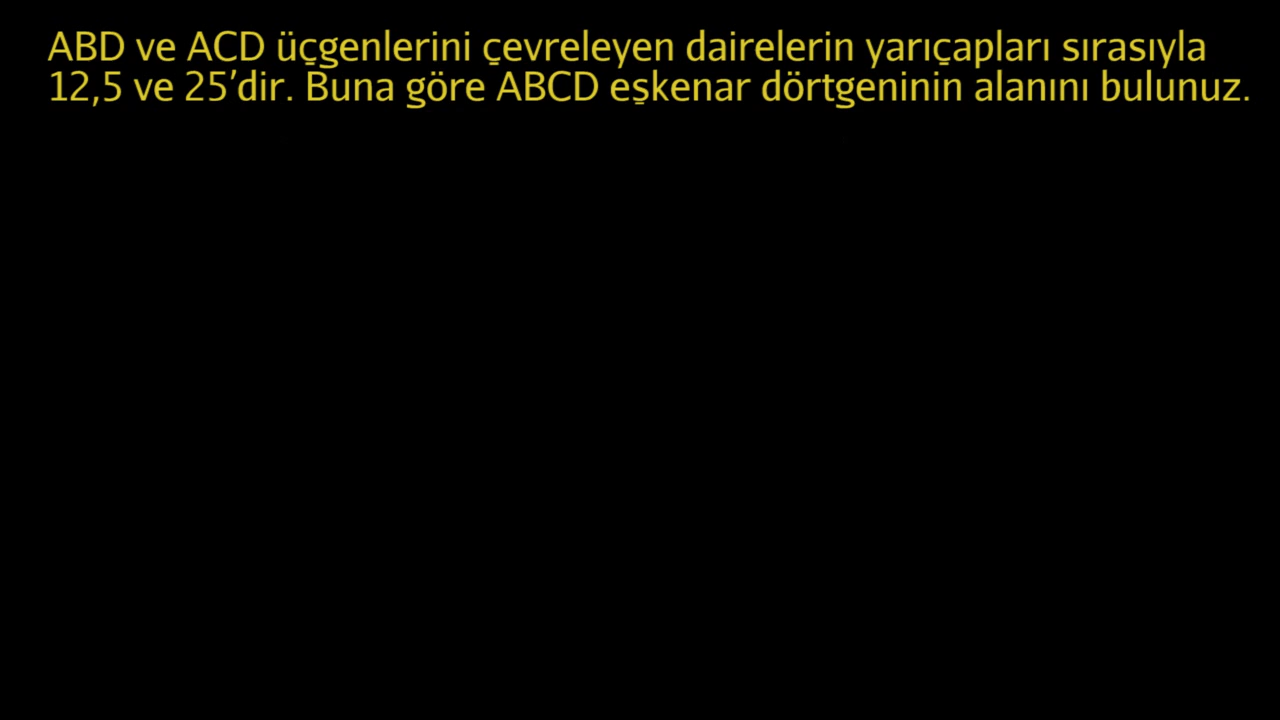 ABD ve ACD üçgenlerini çevreleyen dairelerin yarıçapları sırasıyla
12,5 ve 25'dir. Buna göre ABCD eşkenar dörtgeninin alanını bulunuz.